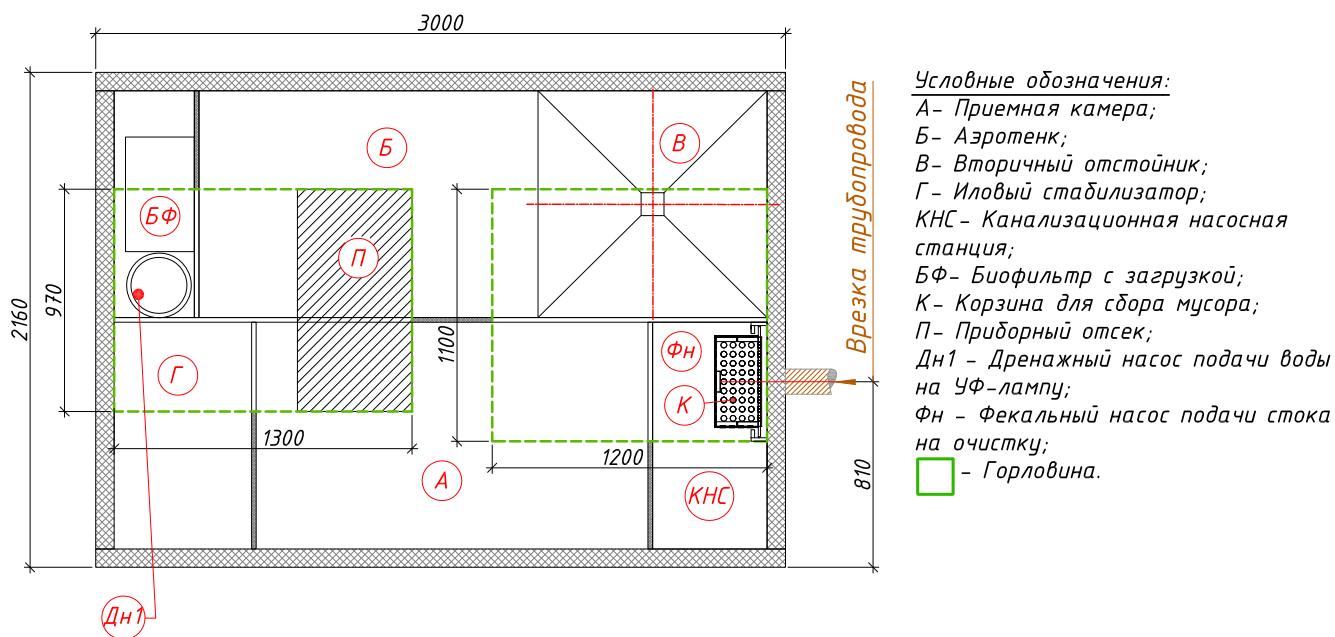 3000
Условные обозначения:
А- Приемная камера;
Б- Аэротенк;
В- Вторичный отстойник;
Г- Иловый стабилизатор;
КНС- Канализационная насосная
станция;
БФ- Биофильтр с загрузкой;
К- Корзина для сбора мусора;
П- Приборный отсек;
Дн1 - Дренажный насос подачи воды
на УФ-лампу;
Фн - Фекальный насос подачи стока
на очистку;
- Горловина.
Врезка трубопровода
Б
В
БФ
П
2160
970
1100
Фн
Г
К
1300
1200
А
КНС
810
Дн1